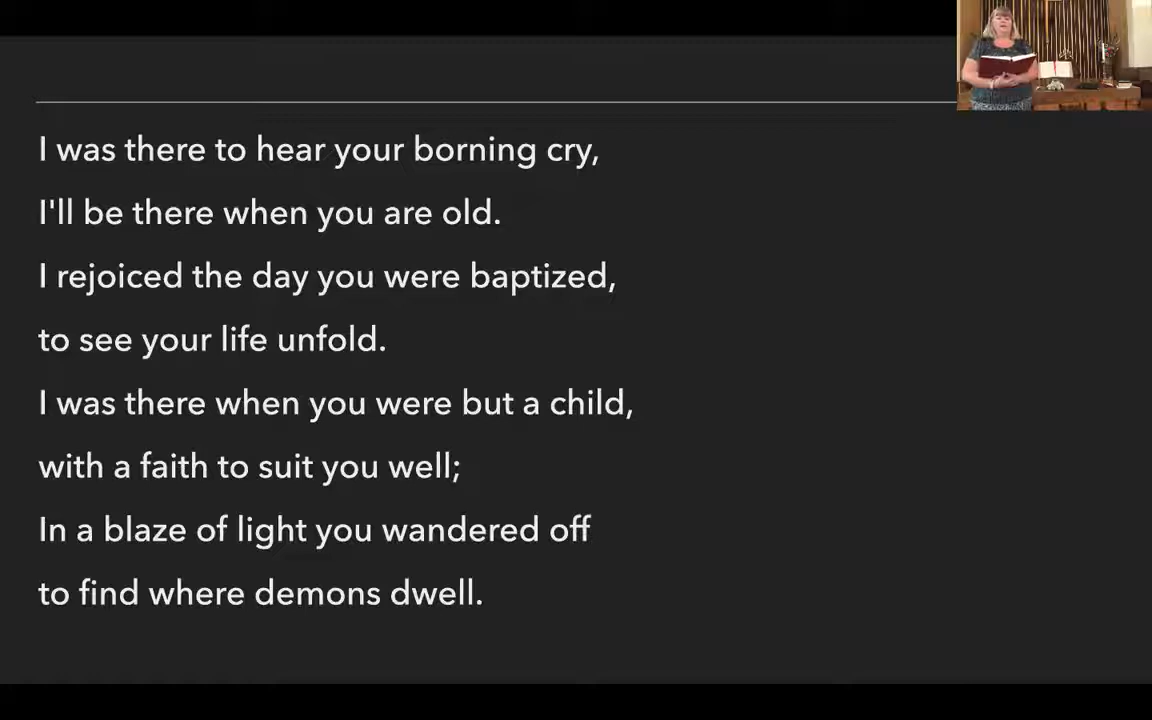 I was there to hear your borning cry,
I'll be there when you are old.
I rejoiced the day you were baptized,
to see your life unfold.
I was there when you were but a child,
with a faith to suit you well;
In a blaze of light you wandered off
to find where demons dwell.